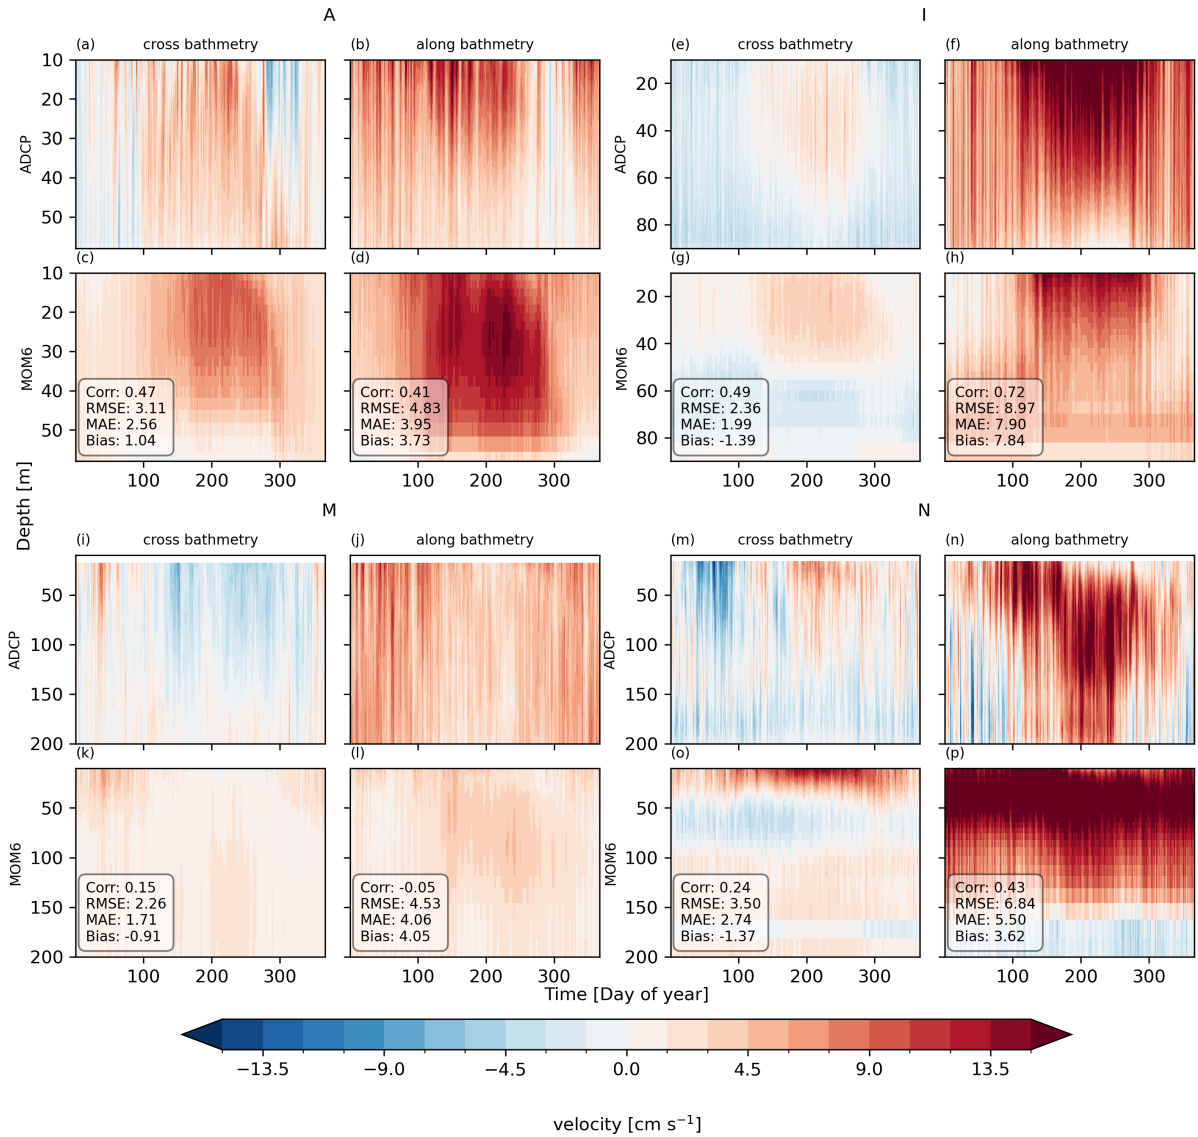 A
I
(a) cross bathmetry
(b) along bathmetry
(e) cross bathmetry
(f) along bathmetry
10
20
30
40
50
ADCP
20
40
60
80
ADCP
(c)
(d)
(g)
(h)
10
20
30
40
50
MOM6
20
40
60
80
MOM6
Corr: 0.47
RMSE: 3.11
MAE: 2.56
Bias: 1.04
Corr: 0.41
RMSE: 4.83
MAE: 3.95
Bias: 3.73
Corr: 0.49
RMSE: 2.36
MAE: 1.99
Bias: -1.39
Corr: 0.72
RMSE: 8.97
MAE: 7.90
Bias: 7.84
100 200 300
100 200 300
100 200 300
100 200 300
Depth [m]
M
N
(i) cross bathmetry
(j) along bathmetry
(m) cross bathmetry
(n) along bathmetry
50
100
150
200
ADCP
50
100
150
200
ADCP
(k)
(l)
(o)
(p)
50
100
150
200
MOM6
50
100
150
200
MOM6
Corr: 0.15
RMSE: 2.26
MAE: 1.71
Bias: -0.91
Corr: -0.05
RMSE: 4.53
MAE: 4.06
Bias: 4.05
Corr: 0.24
RMSE: 3.50
MAE: 2.74
Bias: -1.37
Corr: 0.43
RMSE: 6.84
MAE: 5.50
Bias: 3.62
100 200 300
100 200 300
100 200 300
100 200 300
Time [Day of year]
−13.5 −9.0 −4.5 0.0 4.5 9.0 13.5
velocity [cm s⁻¹]